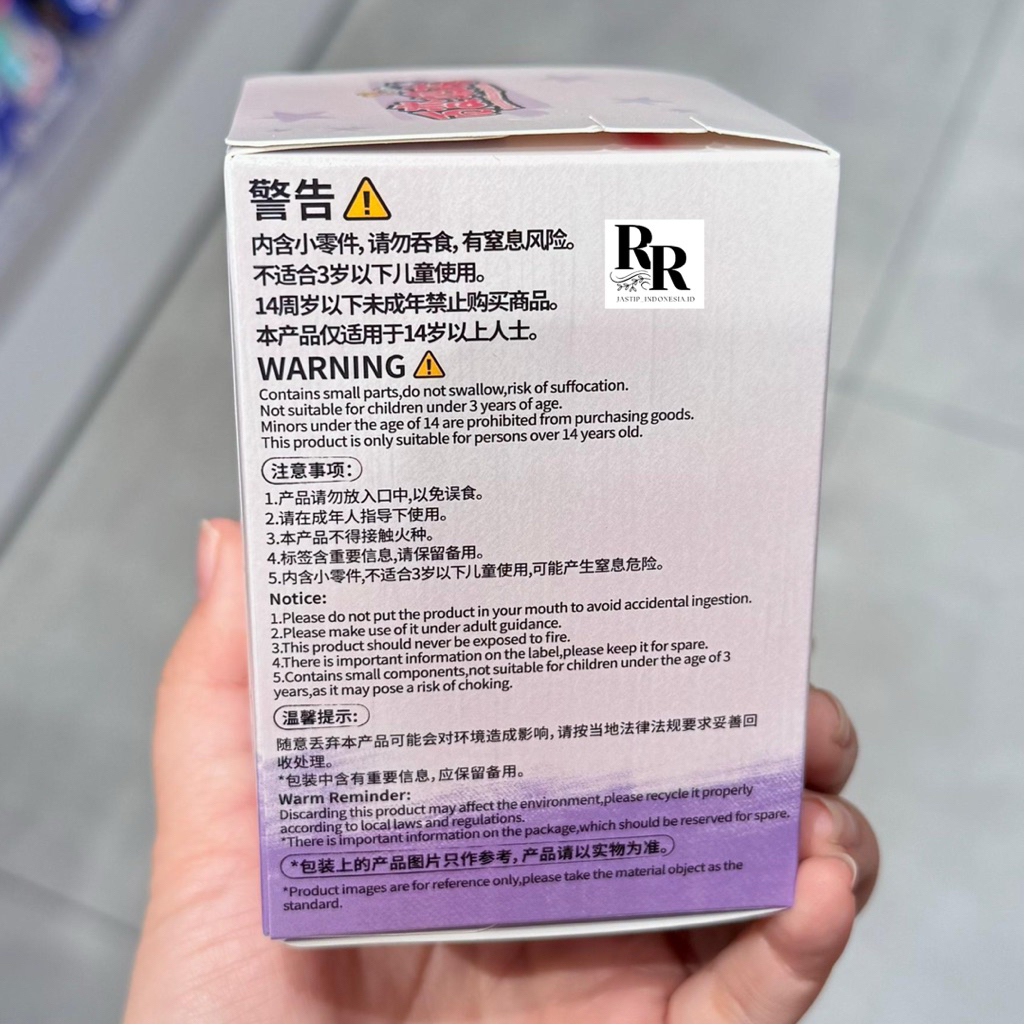 警告
内含小零件, 请勿吞食, 有窒息风险。
不适合3岁以下儿童使用。
14周岁以下未成年禁止购买商品。
本产品仅适用于14岁以上人士。
RR
JASTIP_INDONESIA.ID
WARNING
Contains small parts,do not swallow,risk of suffocation.
Not suitable for children under 3 years of age.
Minors under the age of 14 are prohibited from purchasing goods.
This product is only suitable for persons over 14 years old.
注意事项:
1.产品请勿放入口中,以免误食。
2.请在成年人指导下使用。
3.本产品不得接触火种。
4.标签含重要信息,请保留备用。
5.内含小零件,不适合3岁以下儿童使用,可能产生窒息危险。
Notice:
1.Please do not put the product in your mouth to avoid accidental ingestion.
2.Please make use of it under adult guidance.
3.This product should never be exposed to fire.
4.There is important information on the label,please keep it for spare.
5.Contains small components,not suitable for children under the age of 3
years,as it may pose a risk of choking.
温馨提示:
随意丢弃本产品可能会对环境造成影响, 请按当地法律法规要求妥善回
收处理。
*包装中含有重要信息, 应保留备用。
Warm Reminder:
Discarding this product may affect the environment,please recycle it properly
according to local laws and regulations.
*There is important information on the package,which should be reserved for spare.
*包装上的产品图片只作参考, 产品请以实物为准。
*Product images are for reference only,please take the material object as the
standard.